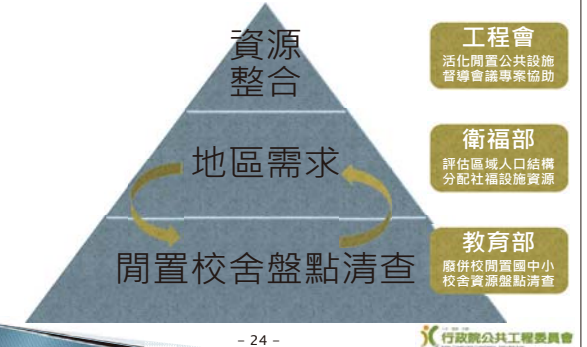 資源
整合
工程會
活化閒置公共設施
督導會議專案協助
地區需求
衛福部
評估區域人口結構
分配社福設施資源
閒置校舍盤點清查
教育部
廢併校閒置國中小
校舍資源盤點清查
- 24 -
行政院公共工程委員會